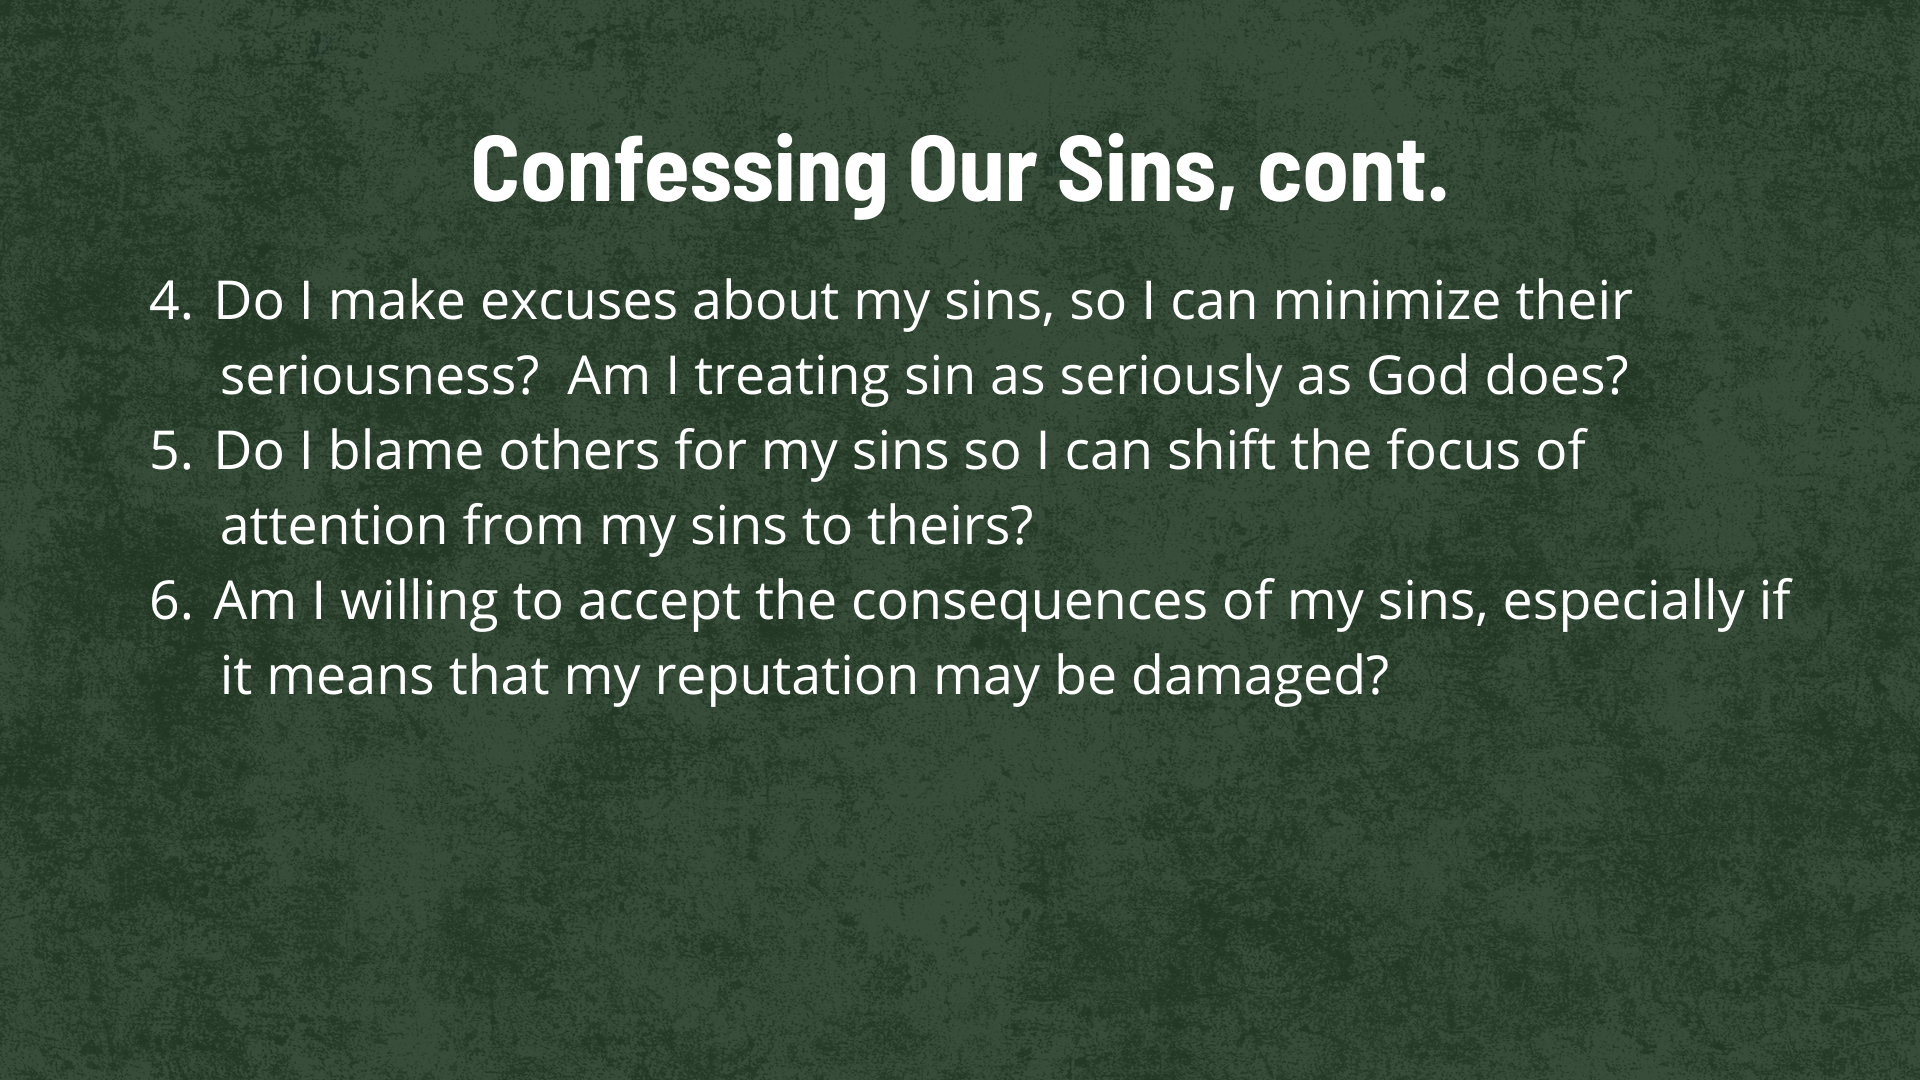 Confessing Our Sins, cont.
4. Do I make excuses about my sins, so I can minimize their
seriousness?  Am I treating sin as seriously as God does?
5. Do I blame others for my sins so I can shift the focus of
attention from my sins to theirs?
6. Am I willing to accept the consequences of my sins, especially if
it means that my reputation may be damaged?